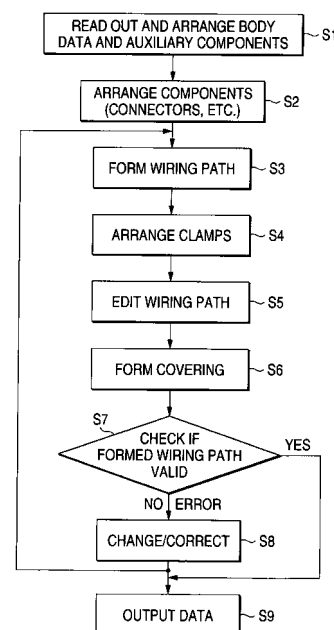 READ OUT AND ARRANGE BODY
DATA AND AUXILIARY COMPONENTS
S1
ARRANGE COMPONENTS
(CONNECTORS, ETC.)
S2
FORM WIRING PATH
S3
ARRANGE CLAMPS
S4
EDIT WIRING PATH
S5
FORM COVERING
S6
S7
CHECK IF
FORMED WIRING PATH
VALID
YES
NO ERROR
CHANGE/CORRECT
S8
OUTPUT DATA
S9